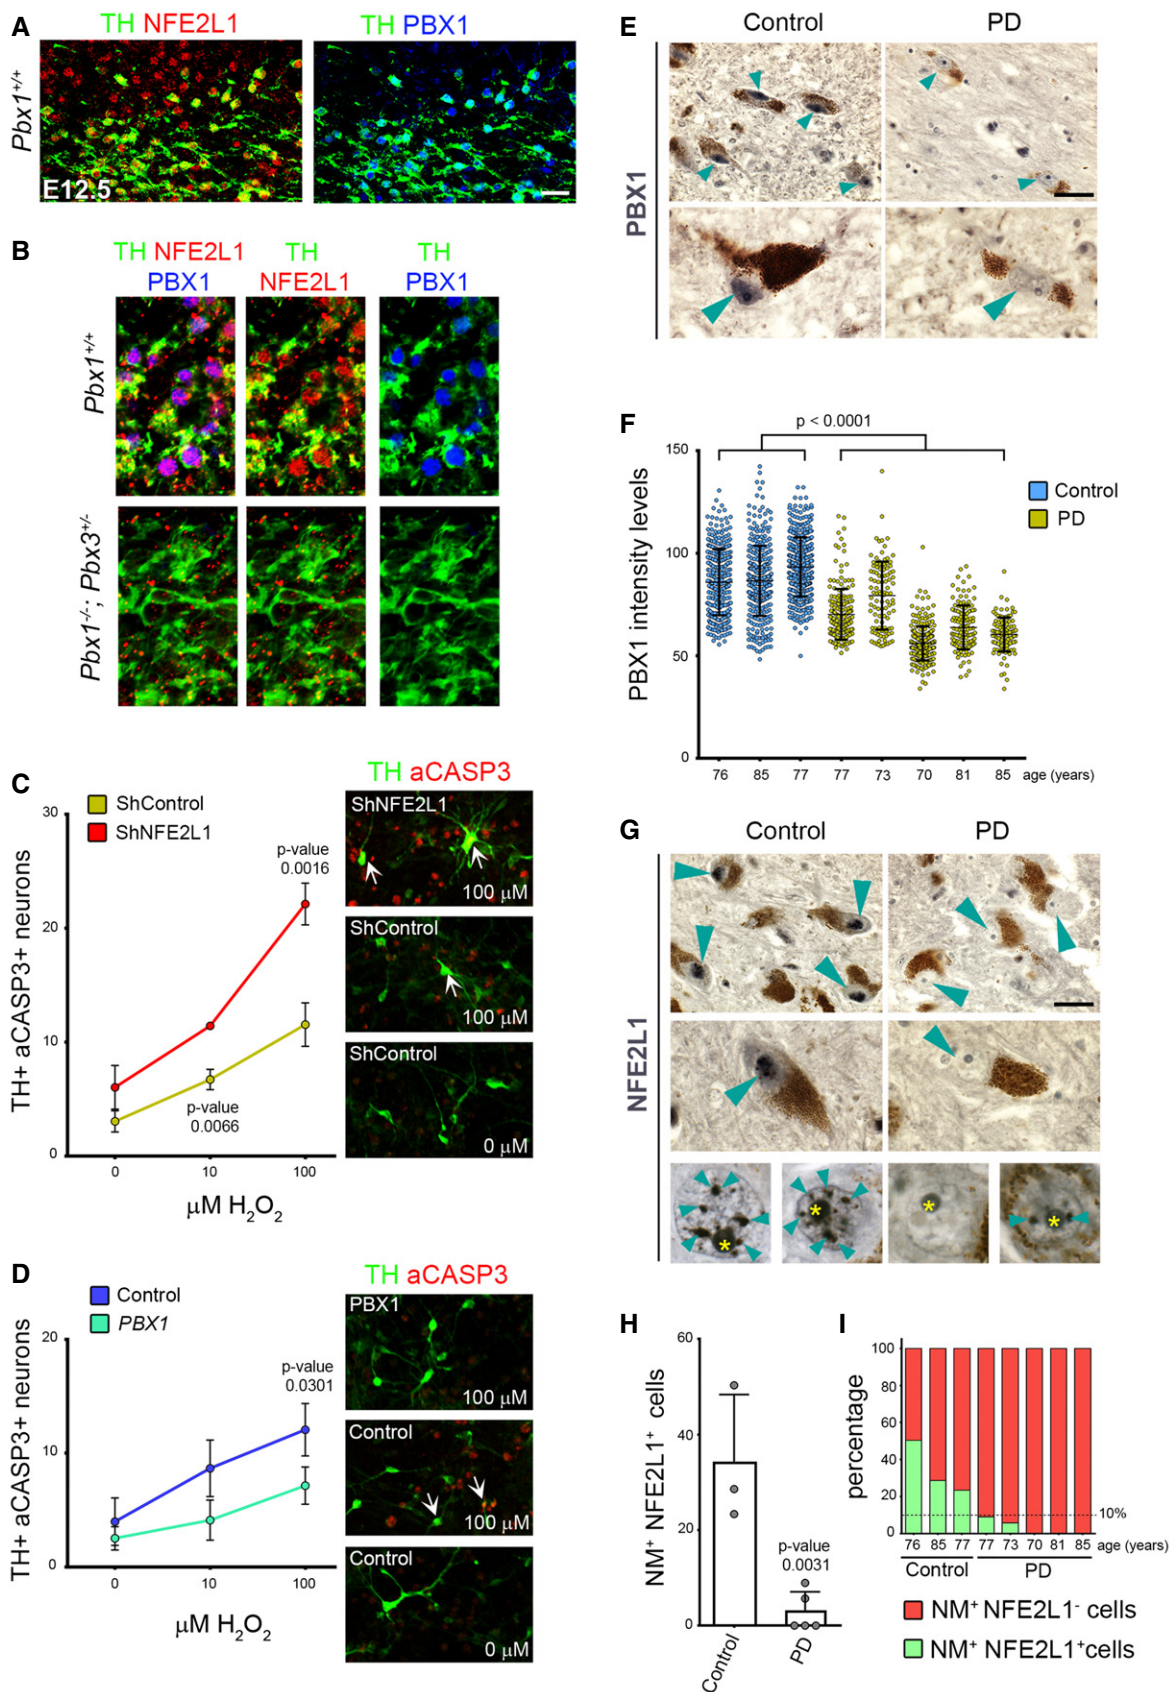 A
TH NFE2L1
TH PBX1
Pbx1+/+
E12.5
B
TH NFE2L1
PBX1
TH
NFE2L1
TH
PBX1
Pbx1+/+
Pbx1-/-; Pbx3+/-
C
ShControl
ShNFE2L1
TH+ aCASP3+ neurons
30
20
10
0
p-value
0.0016
p-value
0.0066
0 10 100
μM H₂O₂
TH aCASP3
ShNFE2L1
100 μM
ShControl
100 μM
ShControl
0 μM
D
Control
PBX1
TH+ aCASP3+ neurons
20
10
0
p-value
0.0301
0 10 100
μM H₂O₂
TH aCASP3
PBX1
100 μM
Control
100 μM
Control
0 μM
E
Control PD
PBX1
F
p < 0.0001
PBX1 intensity levels
150
100
50
0
Control
PD
76 85 77 77 73 70 81 85 age (years)
G
Control PD
NFE2L1
* * * *
H
NM⁺ NFE2L1⁺ cells
60
40
20
0
p-value
0.0031
Control
PD
I
percentage
100
80
60
40
20
0
10%
76 85 77 77 73 70 81 85 age (years)
Control PD
NM⁺ NFE2L1⁻ cells
NM⁺ NFE2L1⁺cells